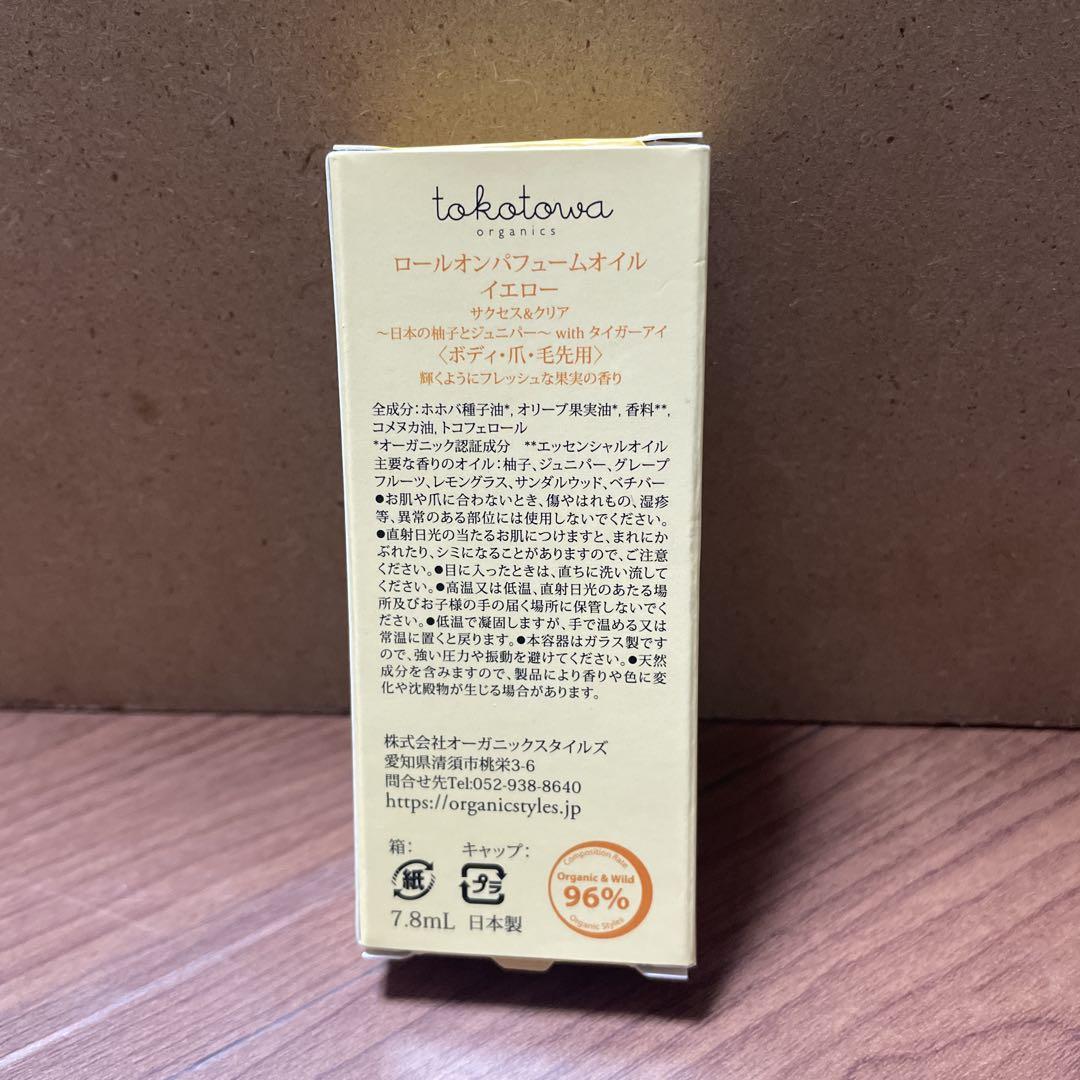 tokotowa
organics
ロールオンパフュームオイル
イエロー
サクセス&クリア
～日本の柚子とジュニパー～ with タイガーアイ
〈ボディ・爪・毛先用〉
輝くようにフレッシュな果実の香り
全成分：ホホバ種子油*, オリーブ果実油*, 香料**,
コメヌカ油, トコフェロール
*オーガニック認証成分　**エッセンシャルオイル
主要な香りのオイル：柚子、ジュニパー、グレープ
フルーツ、レモングラス、サンダルウッド、ベチバー
●お肌や爪に合わないとき、傷やはれもの、湿疹
等、異常のある部位には使用しないでください。
●直射日光の当たるお肌につけますと、まれにか
ぶれたり、シミになることがありますので、ご注意
ください。●目に入ったときは、直ちに洗い流して
ください。●高温又は低温、直射日光のあたる場
所及びお子様の手の届く場所に保管しないでく
ださい。●低温で凝固しますが、手で温める又は
常温に置くと戻ります。●本容器はガラス製です
ので、強い圧力や振動を避けてください。●天然
成分を含みますので、製品により香りや色に変
化や沈殿物が生じる場合があります。
株式会社オーガニックスタイルズ
愛知県清須市桃栄3-6
問合せ先Tel:052-938-8640
https://organicstyles.jp
箱： キャップ：
紙 プラ
7.8mL 日本製
Composition Rate
Organic & Wild
96%
Organic Styles